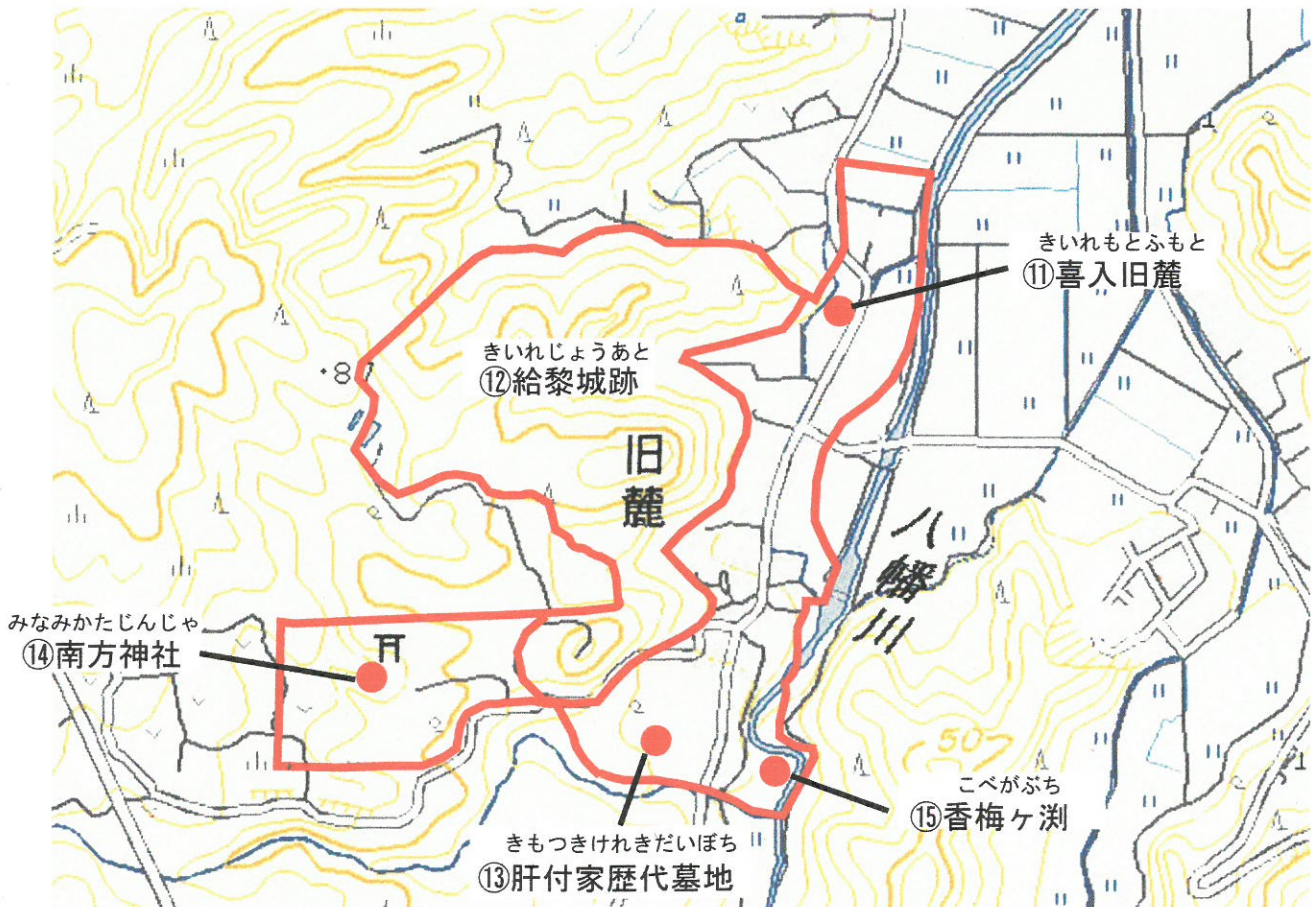 きいれもとふもと
⑪喜入旧麓
きいれじょうあと
⑫給黎城跡
・8
旧麓
八幡川
みなみかたじんじゃ
⑭南方神社
50
こべがぶち
⑮香梅ヶ渕
きもつきけれきだいぼち
⑬肝付家歴代墓地